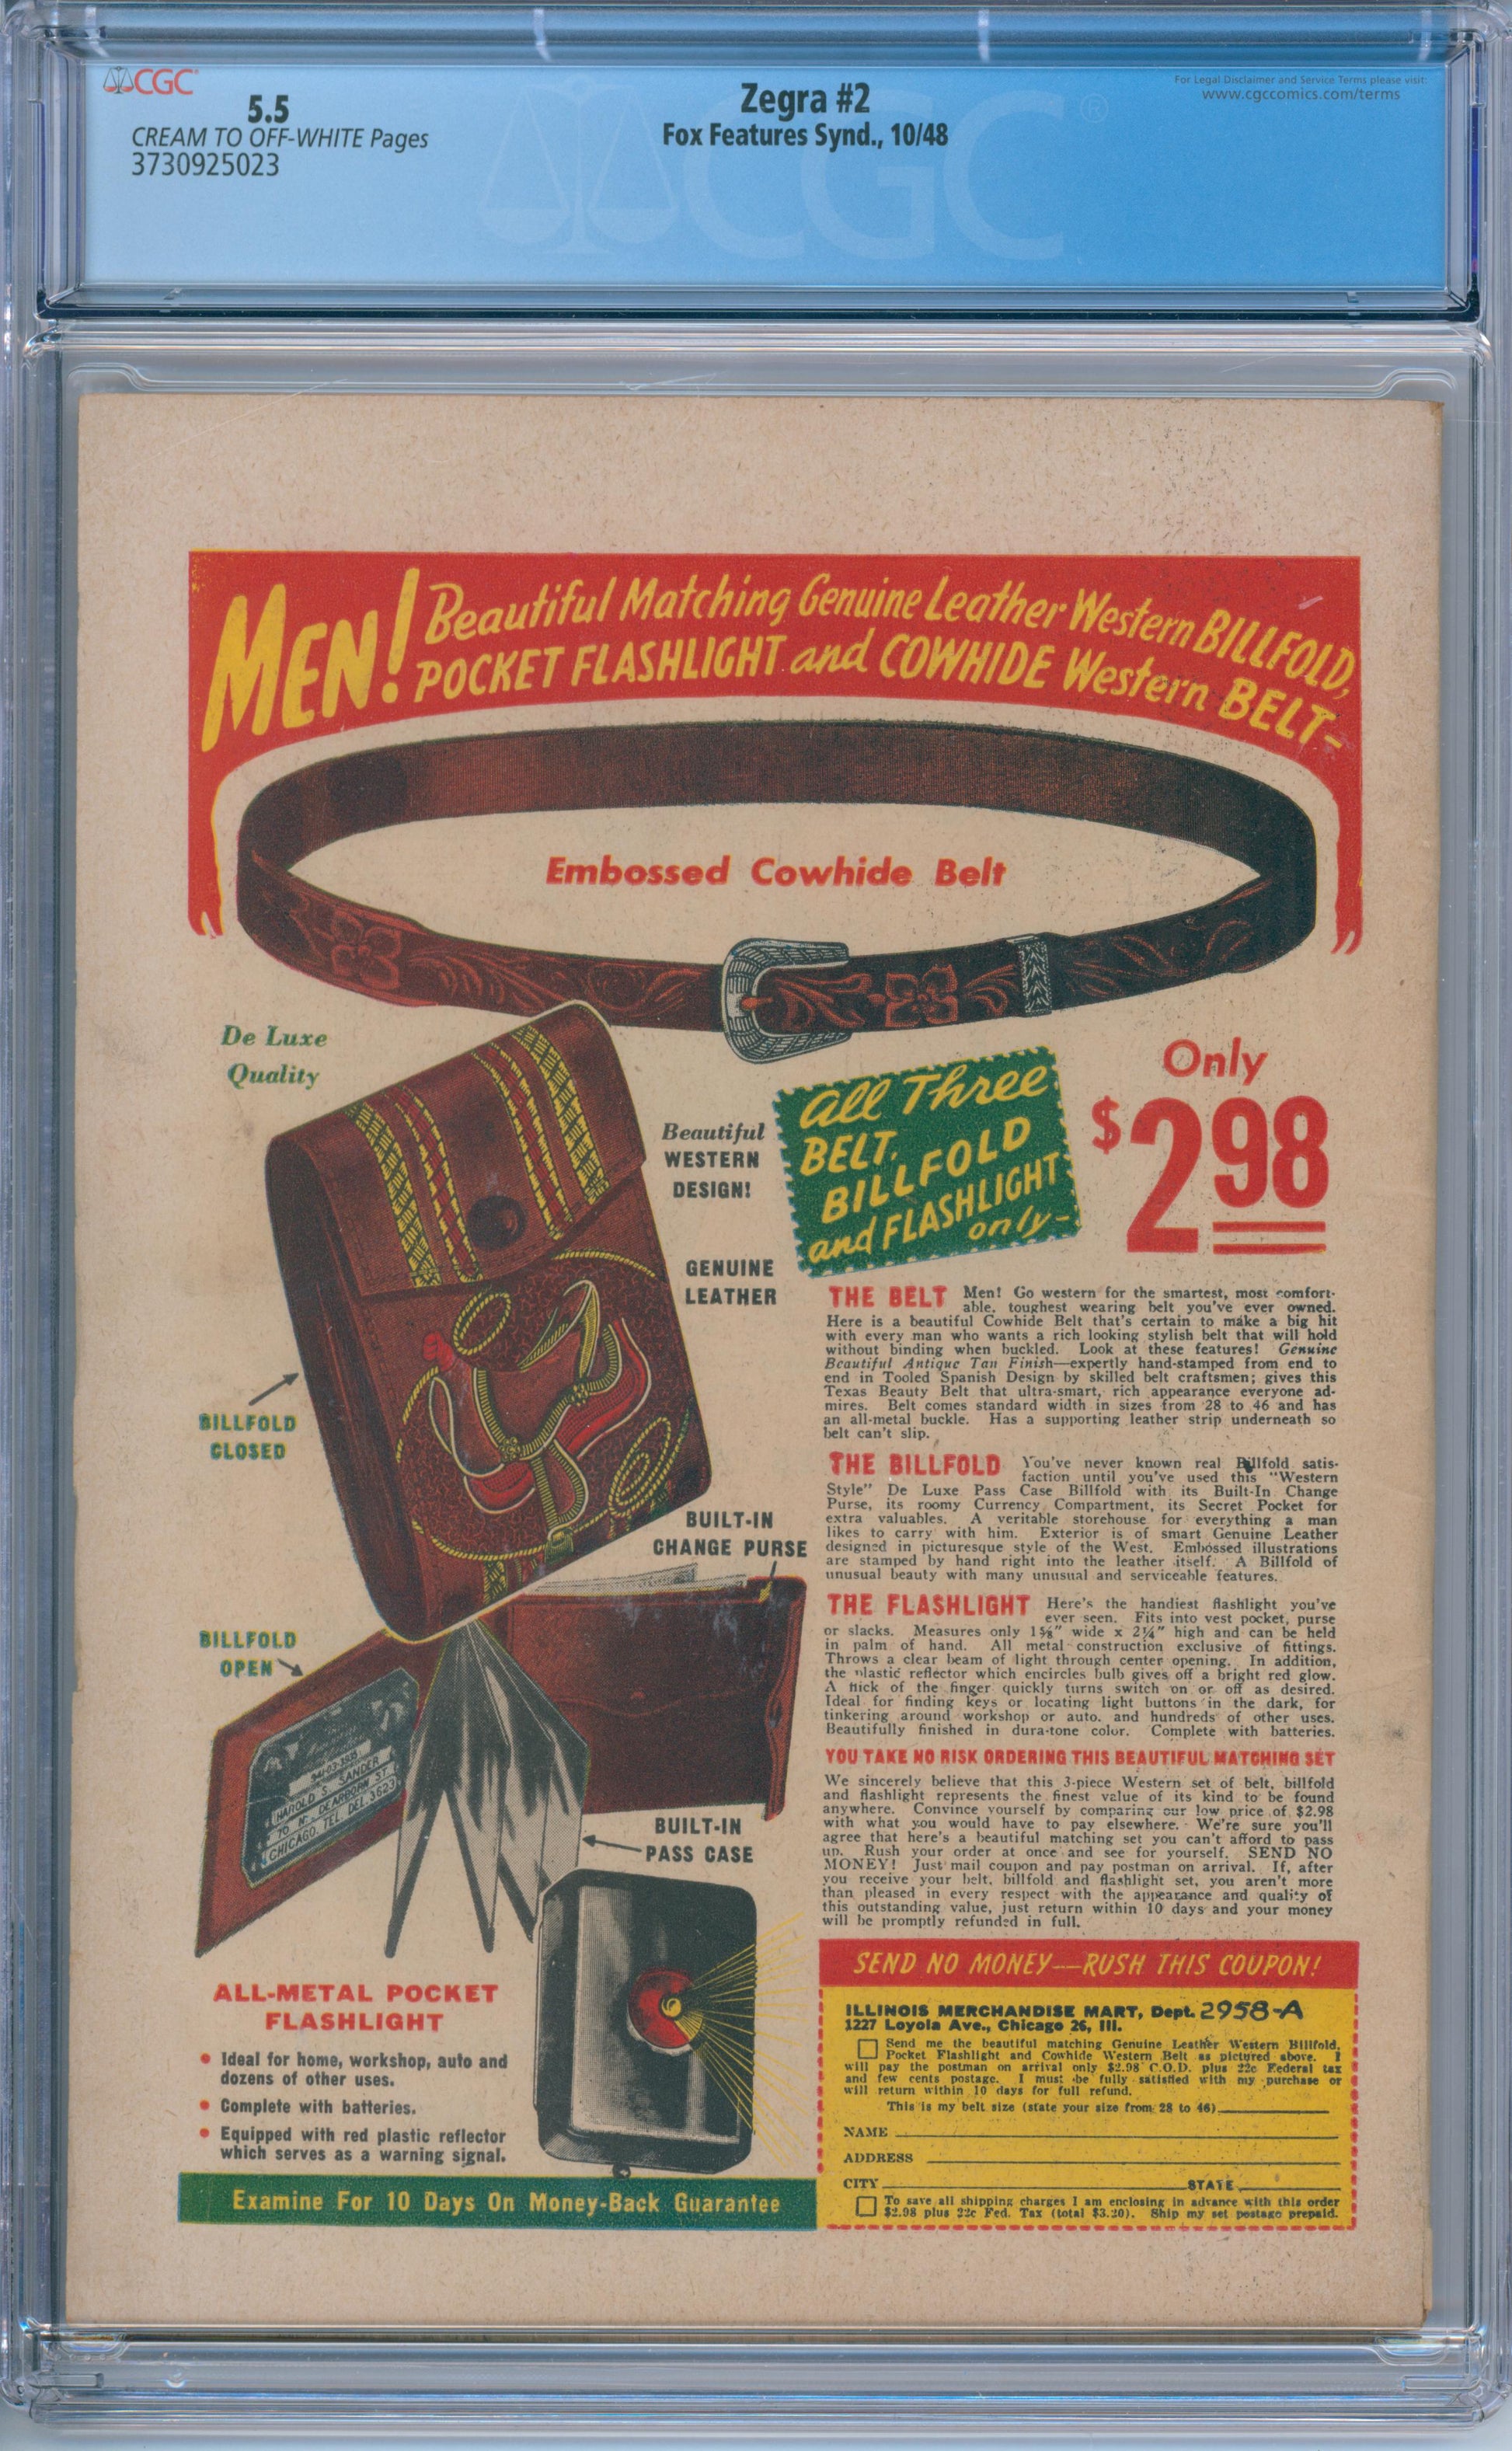 CGC
5.5
CREAM TO OFF-WHITE Pages
3730925023
Zegra #2
Fox Features Synd., 10/48
For Legal Disclaimer and Service Terms please visit:
www.cgccomics.com/terms
CGC®
MEN! Beautiful Matching Genuine Leather Western BILLFOLD,
POCKET FLASHLIGHT and COWHIDE Western BELT-
Embossed Cowhide Belt
De Luxe
Quality
Beautiful
WESTERN
DESIGN!
GENUINE
LEATHER
All Three
BELT,
BILLFOLD
and FLASHLIGHT
only-
Only
$2.98
BILLFOLD
CLOSED
BUILT-IN
CHANGE PURSE
BILLFOLD
OPEN
HAROLD S. SANDER
70 N. DEARBORN ST.
CHICAGO. TEL. DEL. 3623
BUILT-IN
PASS CASE
THE BELT Men! Go western for the smartest, most comfort-
able, toughest wearing belt you've ever owned.
Here is a beautiful Cowhide Belt that's certain to make a big hit
with every man who wants a rich looking stylish belt that will hold
without binding when buckled. Look at these features! Genuine
Beautiful Antique Tan Finish—expertly hand-stamped from end to
end in Tooled Spanish Design by skilled belt craftsmen; gives this
Texas Beauty Belt that ultra-smart, rich appearance everyone ad-
mires. Belt comes standard width in sizes from 28 to 46 and has
an all-metal buckle. Has a supporting leather strip underneath so
belt can't slip.
THE BILLFOLD You've never known real Billfold satis-
faction until you've used this "Western
Style" De Luxe Pass Case Billfold with its Built-In Change
Purse, its roomy Currency Compartment, its Secret Pocket for
extra valuables. A veritable storehouse for everything a man
likes to carry with him. Exterior is of smart Genuine Leather
designed in picturesque style of the West. Embossed illustrations
are stamped by hand right into the leather itself. A Billfold of
unusual beauty with many unusual and serviceable features.
THE FLASHLIGHT Here's the handiest flashlight you've
ever seen. Fits into vest pocket, purse
or slacks. Measures only 1⅝" wide x 2¼" high and can be held
in palm of hand. All metal construction exclusive of fittings.
Throws a clear beam of light through center opening. In addition,
the plastic reflector which encircles bulb gives off a bright red glow.
A flick of the finger quickly turns switch on or off as desired.
Ideal for finding keys or locating light buttons in the dark, for
tinkering around workshop or auto, and hundreds of other uses.
Beautifully finished in dura-tone color. Complete with batteries.
YOU TAKE NO RISK ORDERING THIS BEAUTIFUL MATCHING SET
We sincerely believe that this 3-piece Western set of belt, billfold
and flashlight represents the finest value of its kind to be found
anywhere. Convince yourself by comparing our low price of $2.98
with what you would have to pay elsewhere. We're sure you'll
agree that here's a beautiful matching set you can't afford to pass
up. Rush your order at once and see for yourself. SEND NO
MONEY! Just mail coupon and pay postman on arrival. If, after
you receive your belt, billfold and flashlight set, you aren't more
than pleased in every respect with the appearance and quality of
this outstanding value, just return within 10 days and your money
will be promptly refunded in full.
ALL-METAL POCKET
FLASHLIGHT
• Ideal for home, workshop, auto and
dozens of other uses.
• Complete with batteries.
• Equipped with red plastic reflector
which serves as a warning signal.
Examine For 10 Days On Money-Back Guarantee
SEND NO MONEY—RUSH THIS COUPON!
ILLINOIS MERCHANDISE MART, Dept. 2958-A
1227 Loyola Ave., Chicago 26, Ill.
Send me the beautiful matching Genuine Leather Western Billfold,
Pocket Flashlight and Cowhide Western Belt as pictured above. I
will pay the postman on arrival only $2.98 C.O.D. plus 22c Federal tax
and few cents postage. I must be fully satisfied with my purchase or
will return within 10 days for full refund.
This is my belt size (state your size from 28 to 46)
NAME
ADDRESS
CITY STATE
To save all shipping charges I am enclosing in advance with this order
$2.98 plus 22c Fed. Tax (total $3.20). Ship my set postage prepaid.